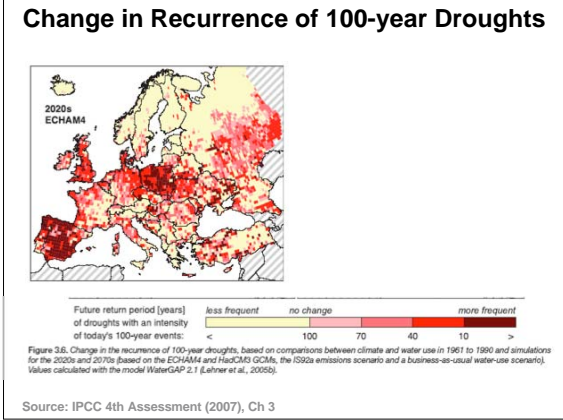 Change in Recurrence of 100-year Droughts
2020s
ECHAM4
Future return period [years] less frequent no change more frequent
of droughts with an intensity
of today's 100-year events: < 100 70 40 10 >
Figure 3.6. Change in the recurrence of 100-year droughts, based on comparisons between climate and water use in 1961 to 1990 and simulations
for the 2020s and 2070s (based on the ECHAM4 and HadCM3 GCMs, the IS92a emissions scenario and a business-as-usual water-use scenario).
Values calculated with the model WaterGAP 2.1 (Lehner et al., 2005b).
Source: IPCC 4th Assessment (2007), Ch 3